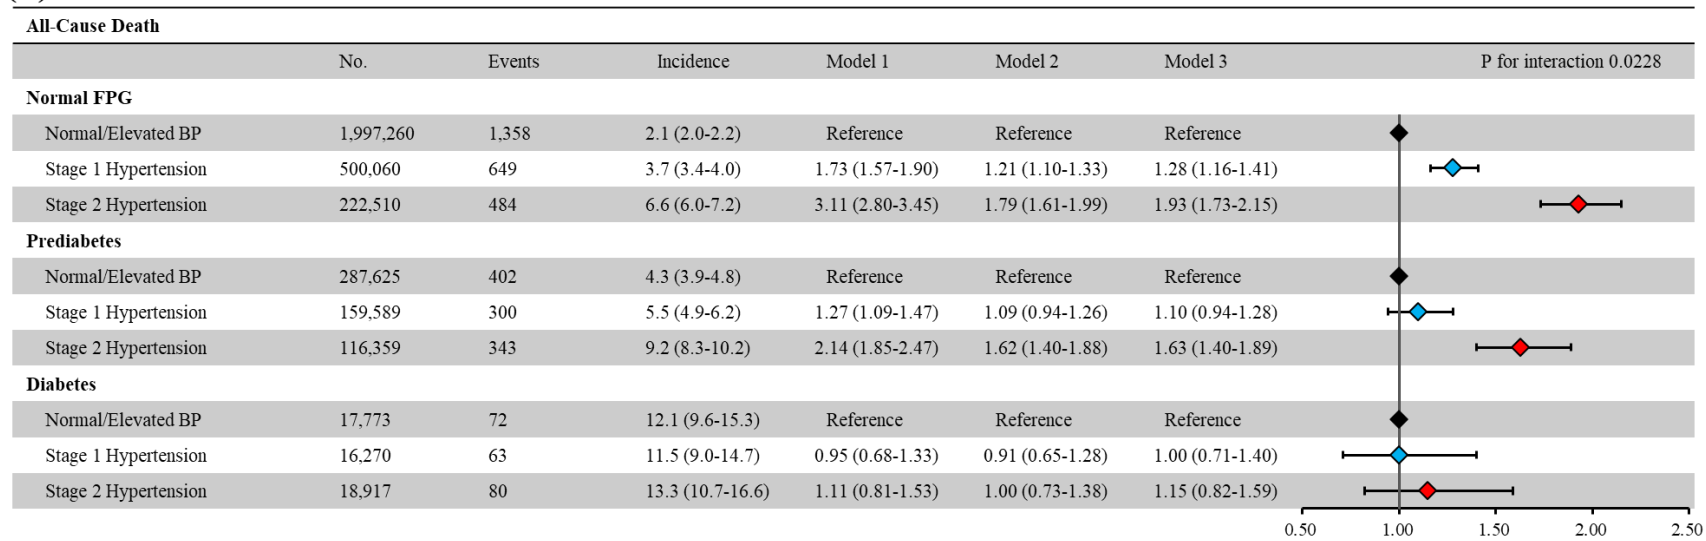 All-Cause Death
No. Events Incidence Model 1 Model 2 Model 3 P for interaction 0.0228
Normal FPG
Normal/Elevated BP 1,997,260 1,358 2.1 (2.0-2.2) Reference Reference Reference
Stage 1 Hypertension 500,060 649 3.7 (3.4-4.0) 1.73 (1.57-1.90) 1.21 (1.10-1.33) 1.28 (1.16-1.41)
Stage 2 Hypertension 222,510 484 6.6 (6.0-7.2) 3.11 (2.80-3.45) 1.79 (1.61-1.99) 1.93 (1.73-2.15)
Prediabetes
Normal/Elevated BP 287,625 402 4.3 (3.9-4.8) Reference Reference Reference
Stage 1 Hypertension 159,589 300 5.5 (4.9-6.2) 1.27 (1.09-1.47) 1.09 (0.94-1.26) 1.10 (0.94-1.28)
Stage 2 Hypertension 116,359 343 9.2 (8.3-10.2) 2.14 (1.85-2.47) 1.62 (1.40-1.88) 1.63 (1.40-1.89)
Diabetes
Normal/Elevated BP 17,773 72 12.1 (9.6-15.3) Reference Reference Reference
Stage 1 Hypertension 16,270 63 11.5 (9.0-14.7) 0.95 (0.68-1.33) 0.91 (0.65-1.28) 1.00 (0.71-1.40)
Stage 2 Hypertension 18,917 80 13.3 (10.7-16.6) 1.11 (0.81-1.53) 1.00 (0.73-1.38) 1.15 (0.82-1.59)
0.50 1.00 1.50 2.00 2.50